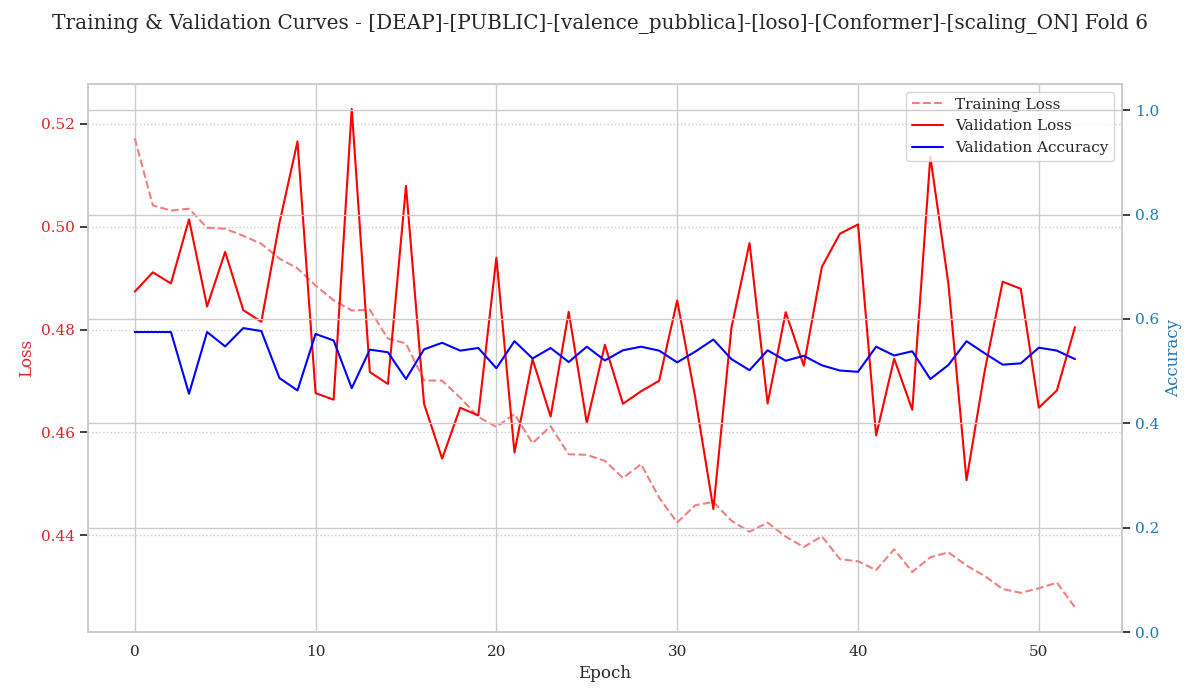 Training & Validation Curves - [DEAP]-[PUBLIC]-[valence_pubblica]-[loso]-[Conformer]-[scaling_ON] Fold 6
Training Loss
Validation Loss
Validation Accuracy
0.52
0.50
0.48
0.46
0.44
Loss
1.0
0.8
0.6
0.4
0.2
0.0
Accuracy
0 10 20 30 40 50
Epoch